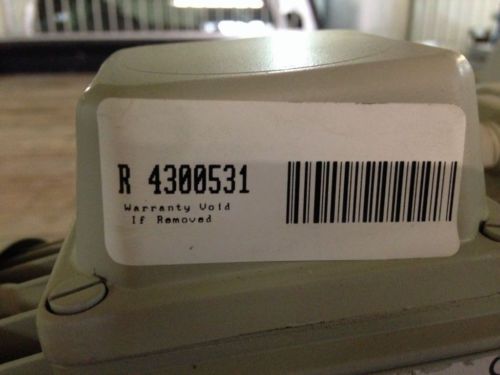 R 4300531
Warranty Void
If Removed